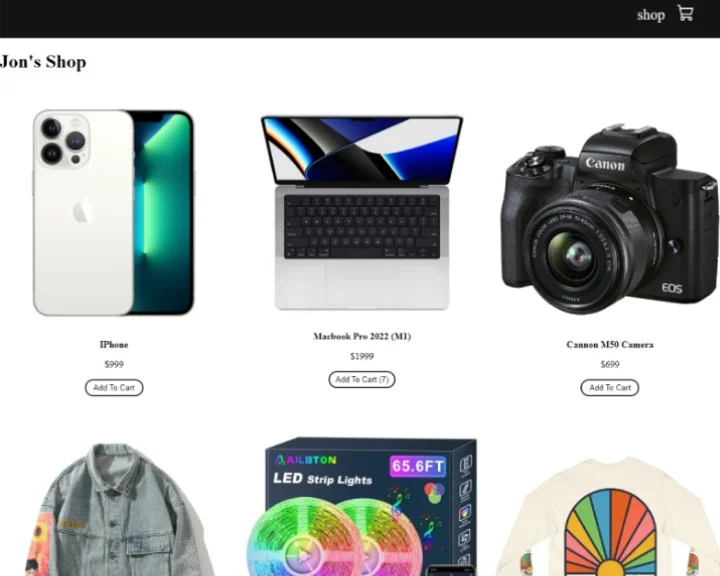 shop
Jon's Shop
Canon
EOS
IPhone
$999
Macbook Pro 2022 (M1)
$1999
Add To Cart (7)
Cannon M50 Camera
$699
Add To Cart
Add To Cart
AILBTON
65.6FT
LED Strip Lights